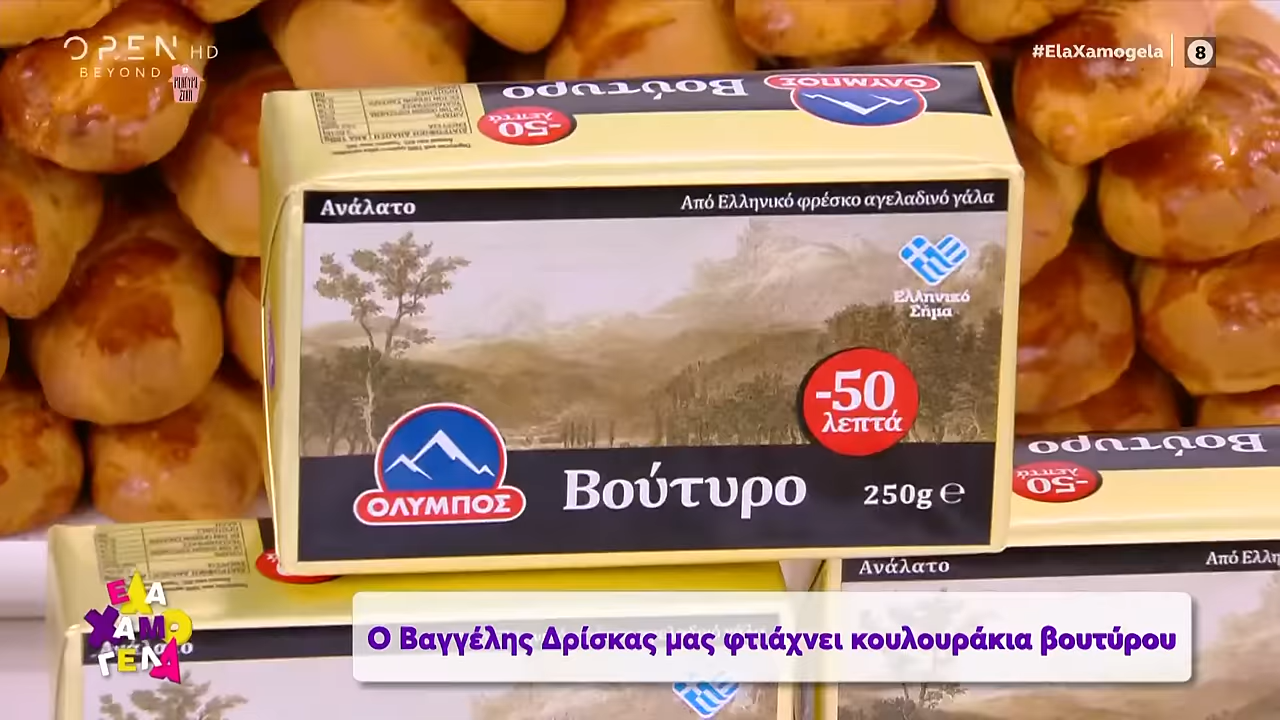 OPEN HD
BEYOND
#ElaXamogela 8
Βούτυρο ΟΛΥΜΠΟΣ
-50
λεπτά
Ανάλατο
Από Ελληνικό φρέσκο αγελαδινό γάλα
Ελληνικό
Σήμα
-50
λεπτά
ΟΛΥΜΠΟΣ
Βούτυρο
250g ℮
Βούτυρο
-50
λεπτά
Ανάλατο
Από Ελλη
ΕΛΑ
ΧΑΜΟ
ΓΕΛΑ
Ο Βαγγέλης Δρίσκας μας φτιάχνει κουλουράκια βουτύρου